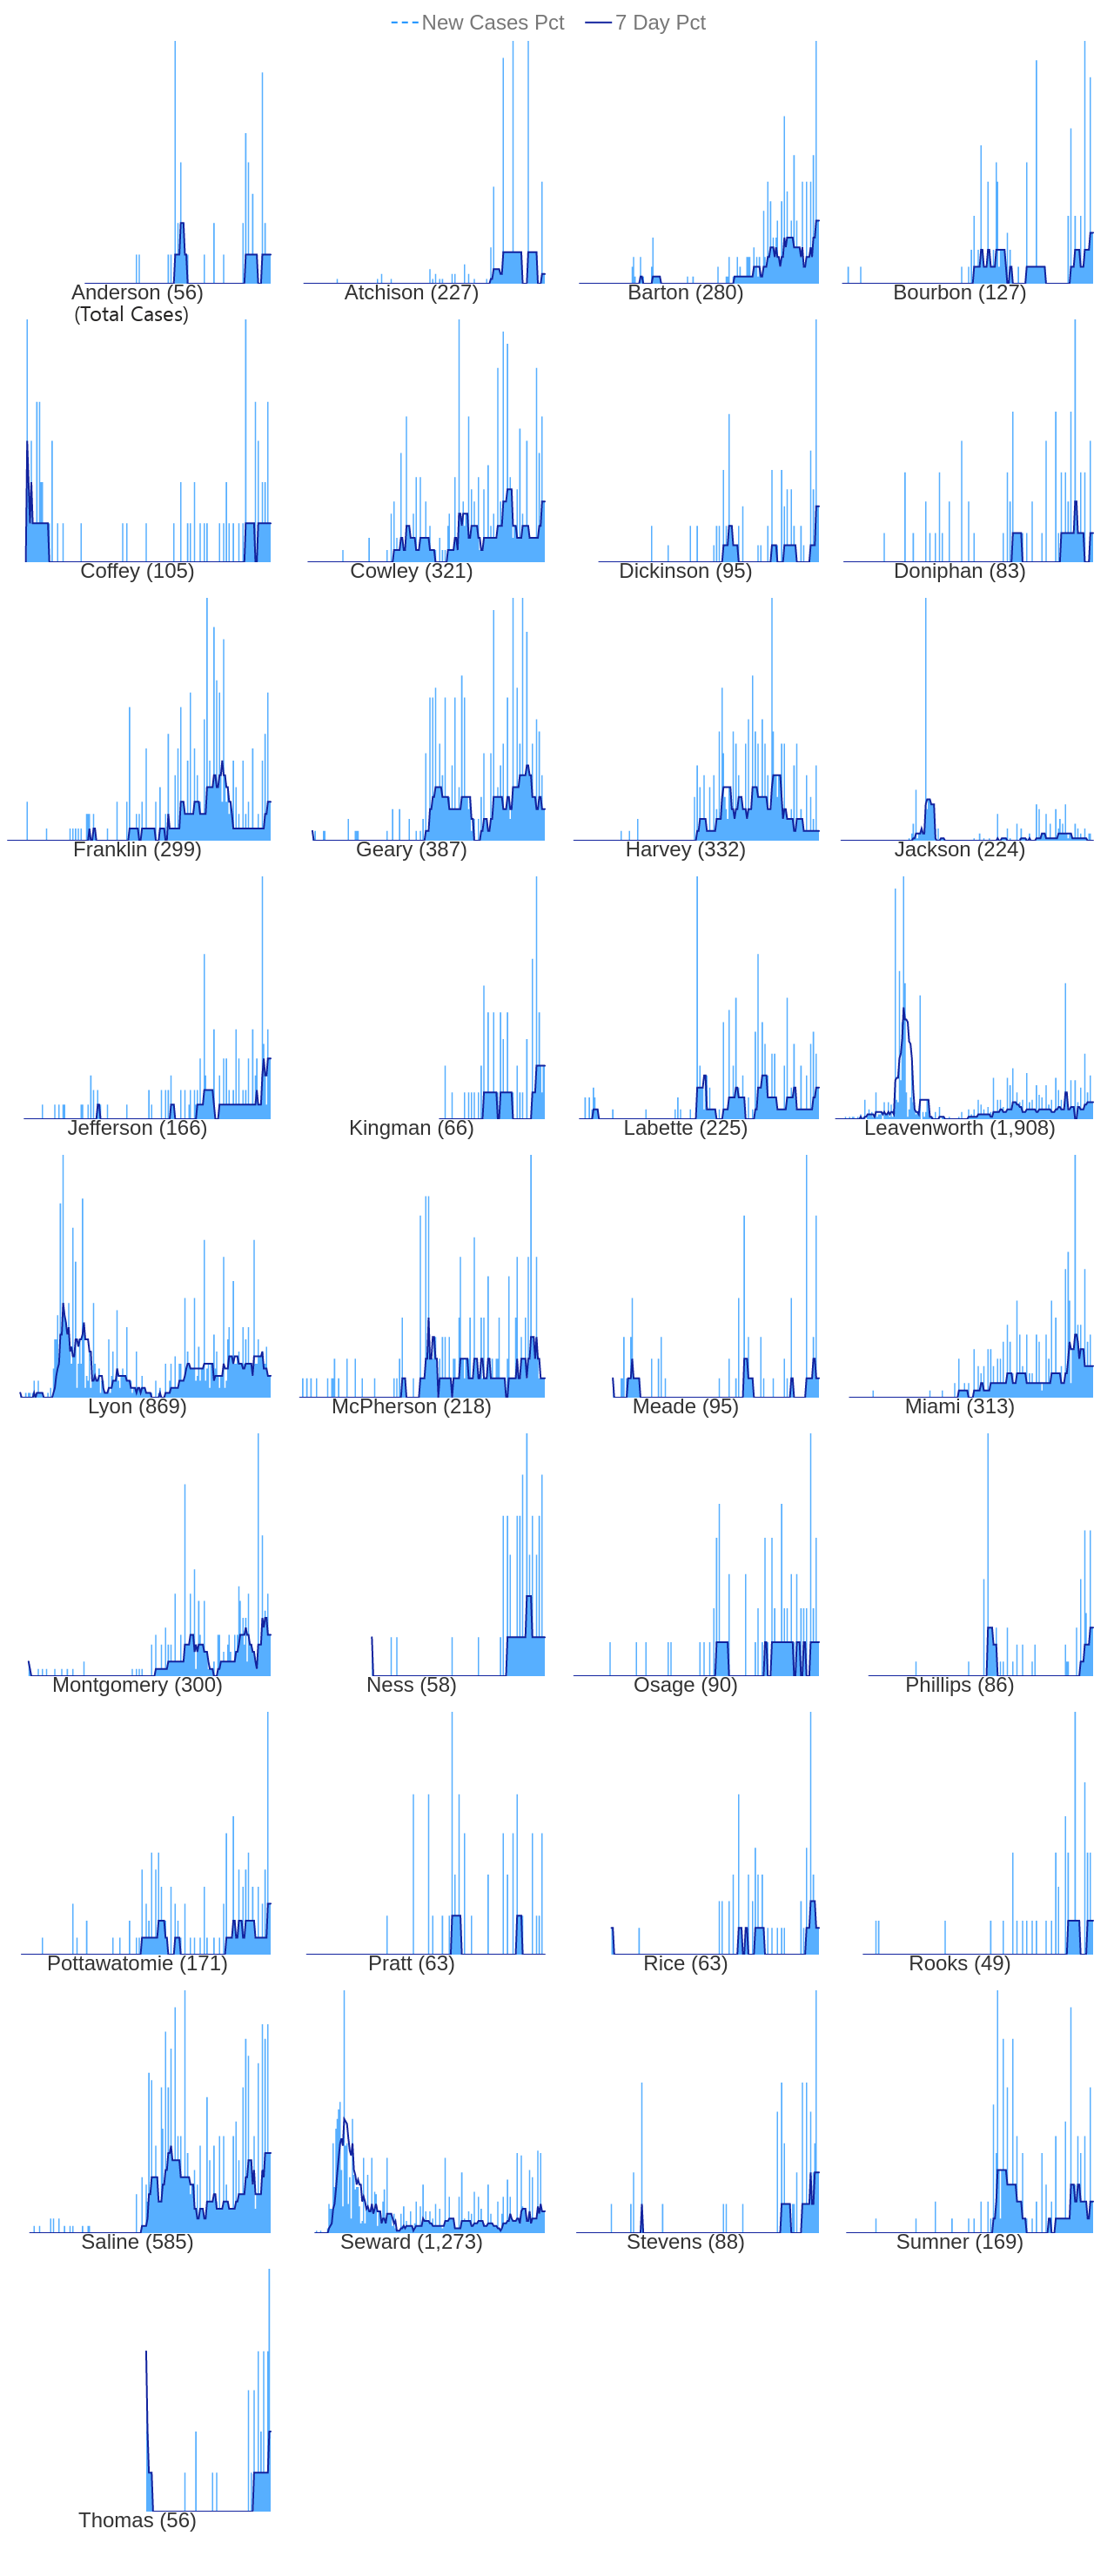 New Cases Pct 7 Day Pct
Anderson (56) Atchison (227) Barton (280) Bourbon (127)
(Total Cases)
Coffey (105) Cowley (321) Dickinson (95) Doniphan (83)
Franklin (299) Geary (387) Harvey (332) Jackson (224)
Jefferson (166) Kingman (66) Labette (225) Leavenworth (1,908)
Lyon (869) McPherson (218) Meade (95) Miami (313)
Montgomery (300) Ness (58) Osage (90) Phillips (86)
Pottawatomie (171) Pratt (63) Rice (63) Rooks (49)
Saline (585) Seward (1,273) Stevens (88) Sumner (169)
Thomas (56)